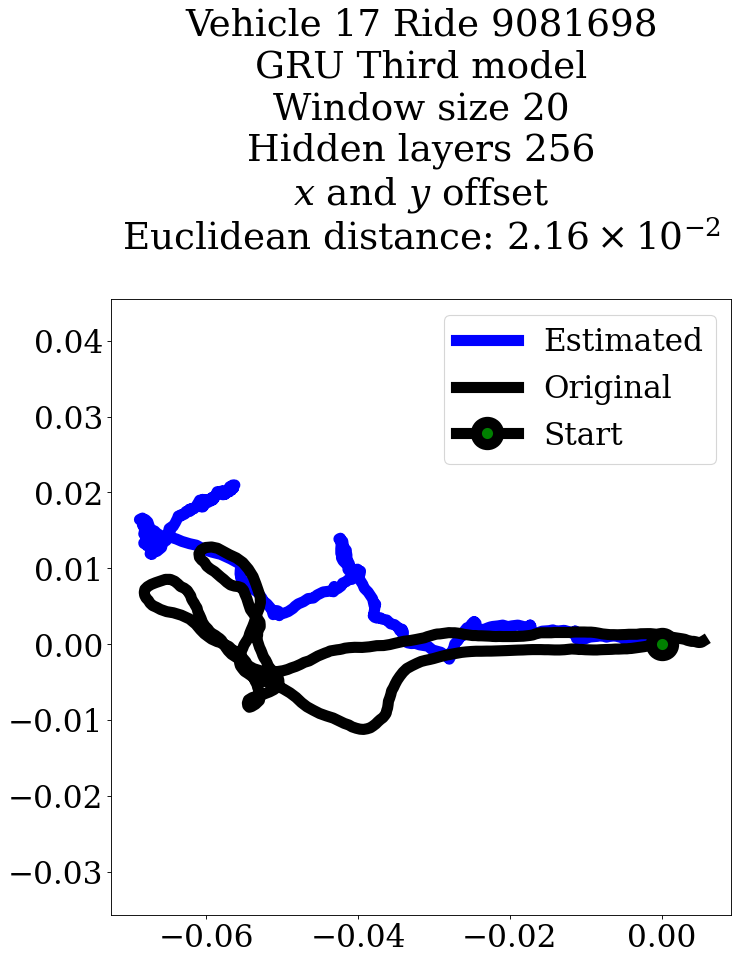 Vehicle 17 Ride 9081698
GRU Third model
Window size 20
Hidden layers 256
x and y offset
Euclidean distance: 2.16 × 10⁻²
Estimated
Original
Start
0.04
0.03
0.02
0.01
0.00
−0.01
−0.02
−0.03
−0.06 −0.04 −0.02 0.00